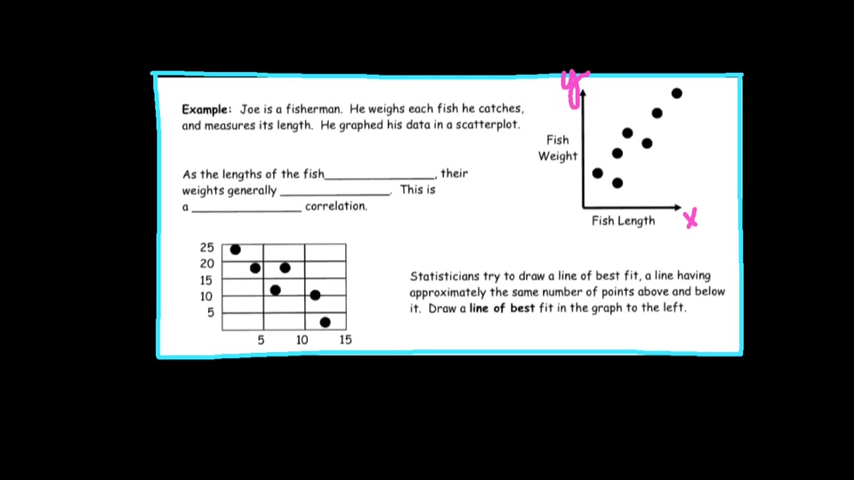 Example: Joe is a fisherman. He weighs each fish he catches,
and measures its length. He graphed his data in a scatterplot.
As the lengths of the fish________________, their
weights generally ________________. This is
a ________________ correlation.
y
Fish
Weight
Fish Length
x
25
20
15
10
5
5 10 15
Statisticians try to draw a line of best fit, a line having
approximately the same number of points above and below
it. Draw a line of best fit in the graph to the left.